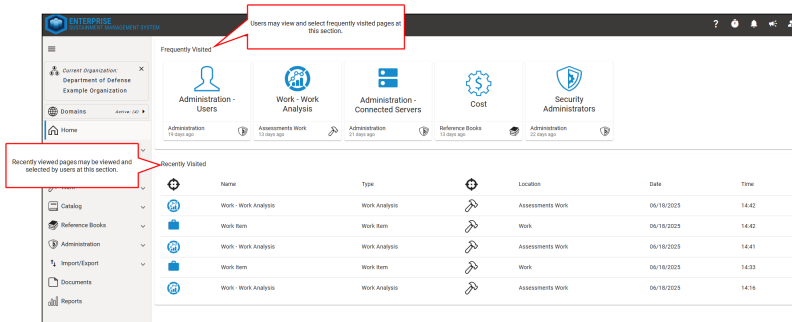 ENTERPRISE
SUSTAINMENT MANAGEMENT SYSTEM
Users may view and select frequently visited pages at
this section.
?
Current Organization:
Department of Defense
Example Organization
Domains
Active: (4)
Home
Catalog
Reference Books
Administration
Import/Export
Documents
Reports
Recently viewed pages may be viewed and
selected by users at this section.
Frequently Visited
Administration -
Users
Administration
19 days ago
Work - Work
Analysis
Assessments Work
13 days ago
Administration -
Connected Servers
Administration
21 days ago
Cost
Reference Books
13 days ago
Security
Administrators
Administration
22 days ago
Recently Visited
Name Type Location Date Time
Work - Work Analysis Work Analysis Assessments Work 06/18/2025 14:42
Work Item Work Item Work 06/18/2025 14:42
Work - Work Analysis Work Analysis Assessments Work 06/18/2025 14:41
Work Item Work Item Work 06/18/2025 14:33
Work - Work Analysis Work Analysis Assessments Work 06/18/2025 14:16